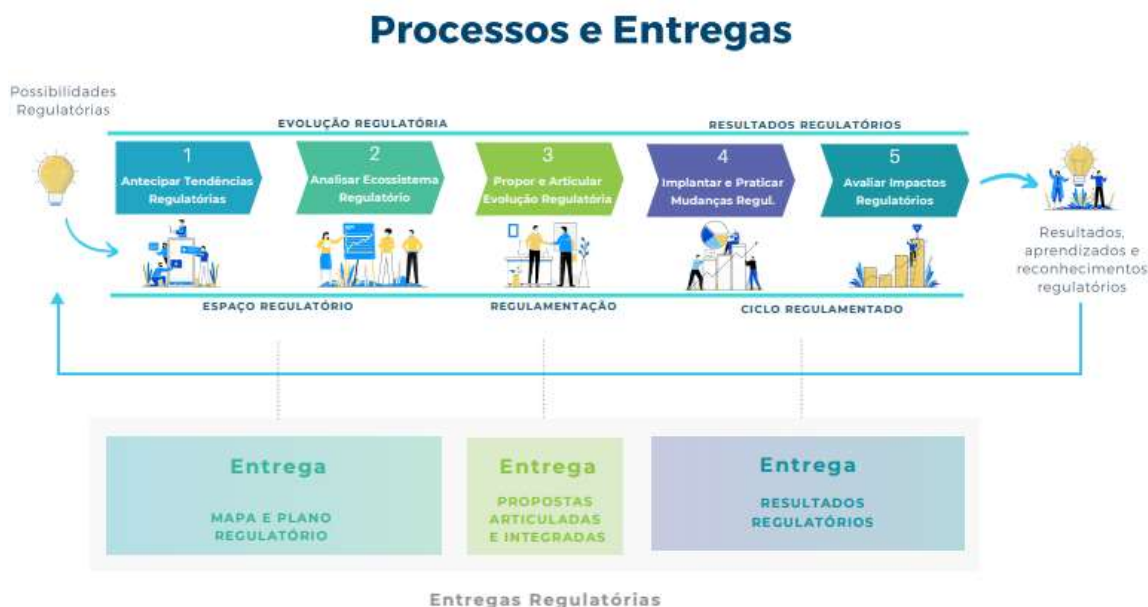 Processos e Entregas
Possibilidades
Regulatórias
EVOLUÇÃO REGULATÓRIA
RESULTADOS REGULATÓRIOS
1
Antecipar Tendências
Regulatórias
2
Analisar Ecossistema
Regulatório
3
Propor e Articular
Evolução Regulatória
4
Implantar e Praticar
Mudanças Regul.
5
Avaliar Impactos
Regulatórios
Resultados,
aprendizados e
reconhecimentos
regulatórios
ESPAÇO REGULATÓRIO
REGULAMENTAÇÃO
CICLO REGULAMENTADO
Entrega
MAPA E PLANO
REGULATÓRIO
Entrega
PROPOSTAS
ARTICULADAS
E INTEGRADAS
Entrega
RESULTADOS
REGULATÓRIOS
Entregas Regulatórias